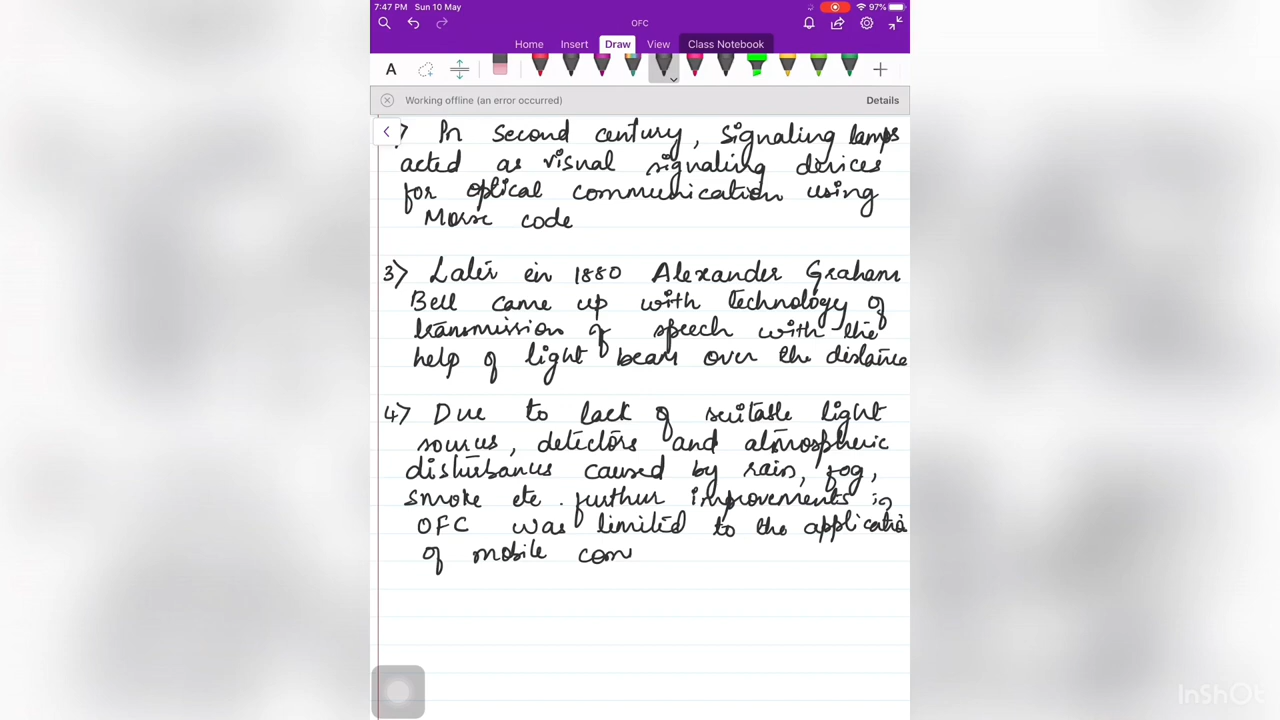 7:47 PM Sun 10 May 97%
OFC
Home Insert Draw View Class Notebook
A
Working offline (an error occurred) Details
In Second century, signaling lamps
acted as visual signaling devices
for optical communication using
Morse code
3) Later in 1880 Alexander Graham
Bell came up with technology of
transmission of speech with the
help of light beam over the distance
4) Due to lack of suitable light
sources, detectors and atmospheric
disturbances caused by rain, fog,
smoke etc. further improvements in
OFC was limited to the applicatio
of mobile com
InShOt